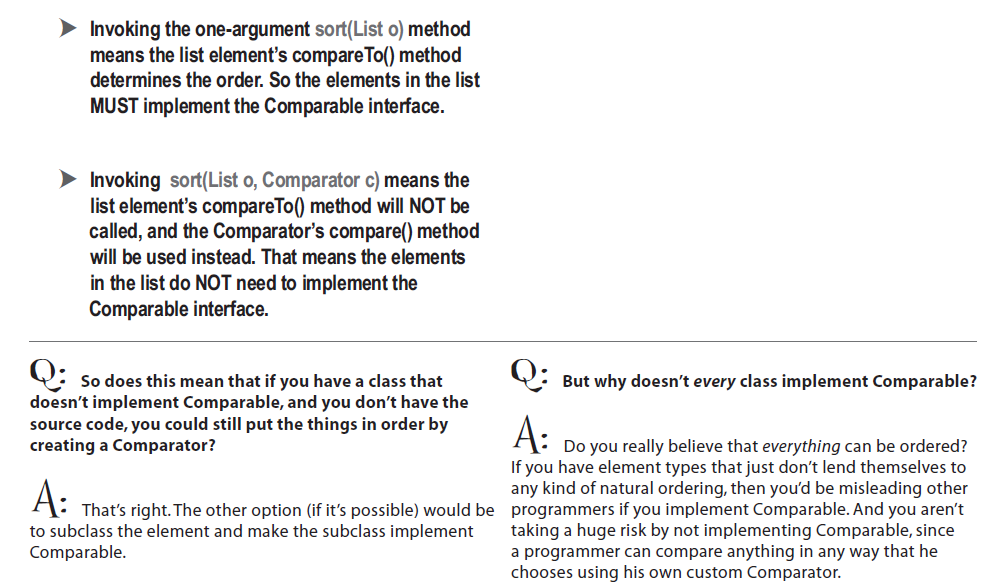 ➤ Invoking the one-argument sort(List o) method
means the list element’s compareTo() method
determines the order. So the elements in the list
MUST implement the Comparable interface.
➤ Invoking sort(List o, Comparator c) means the
list element’s compareTo() method will NOT be
called, and the Comparator’s compare() method
will be used instead. That means the elements
in the list do NOT need to implement the
Comparable interface.
Q: So does this mean that if you have a class that
doesn’t implement Comparable, and you don’t have the
source code, you could still put the things in order by
creating a Comparator?
A: That’s right. The other option (if it’s possible) would be
to subclass the element and make the subclass implement
Comparable.
Q: But why doesn’t every class implement Comparable?
A: Do you really believe that everything can be ordered?
If you have element types that just don’t lend themselves to
any kind of natural ordering, then you’d be misleading other
programmers if you implement Comparable. And you aren’t
taking a huge risk by not implementing Comparable, since
a programmer can compare anything in any way that he
chooses using his own custom Comparator.